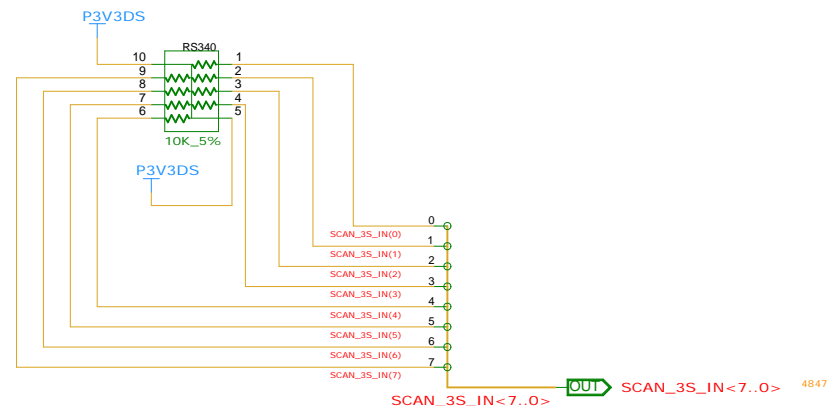 P3V3DS
RS340
10 1
9 2
8 3
7 4
6 5
10K_5%
P3V3DS
0
SCAN_3S_IN(0)
1
SCAN_3S_IN(1)
2
SCAN_3S_IN(2)
3
SCAN_3S_IN(3)
4
SCAN_3S_IN(4)
5
SCAN_3S_IN(5)
6
SCAN_3S_IN(6)
7
SCAN_3S_IN(7)
OUT SCAN_3S_IN<7..0> 4847
SCAN_3S_IN<7..0>